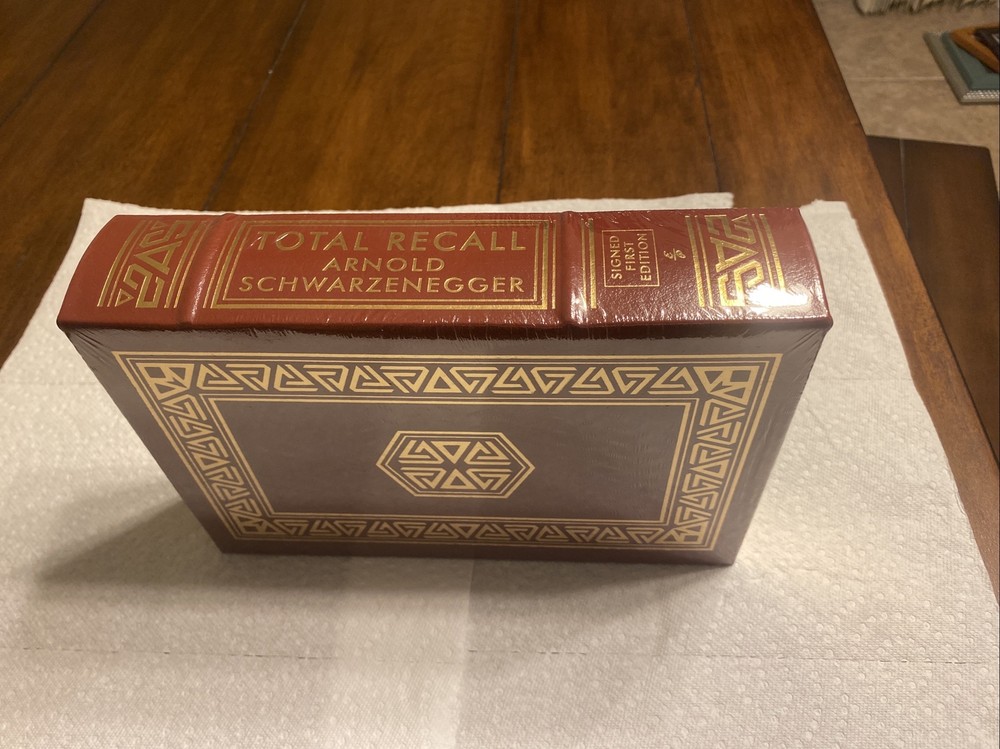 TOTAL RECALL
ARNOLD
SCHWARZENEGGER
SIGNED
FIRST
EDITION